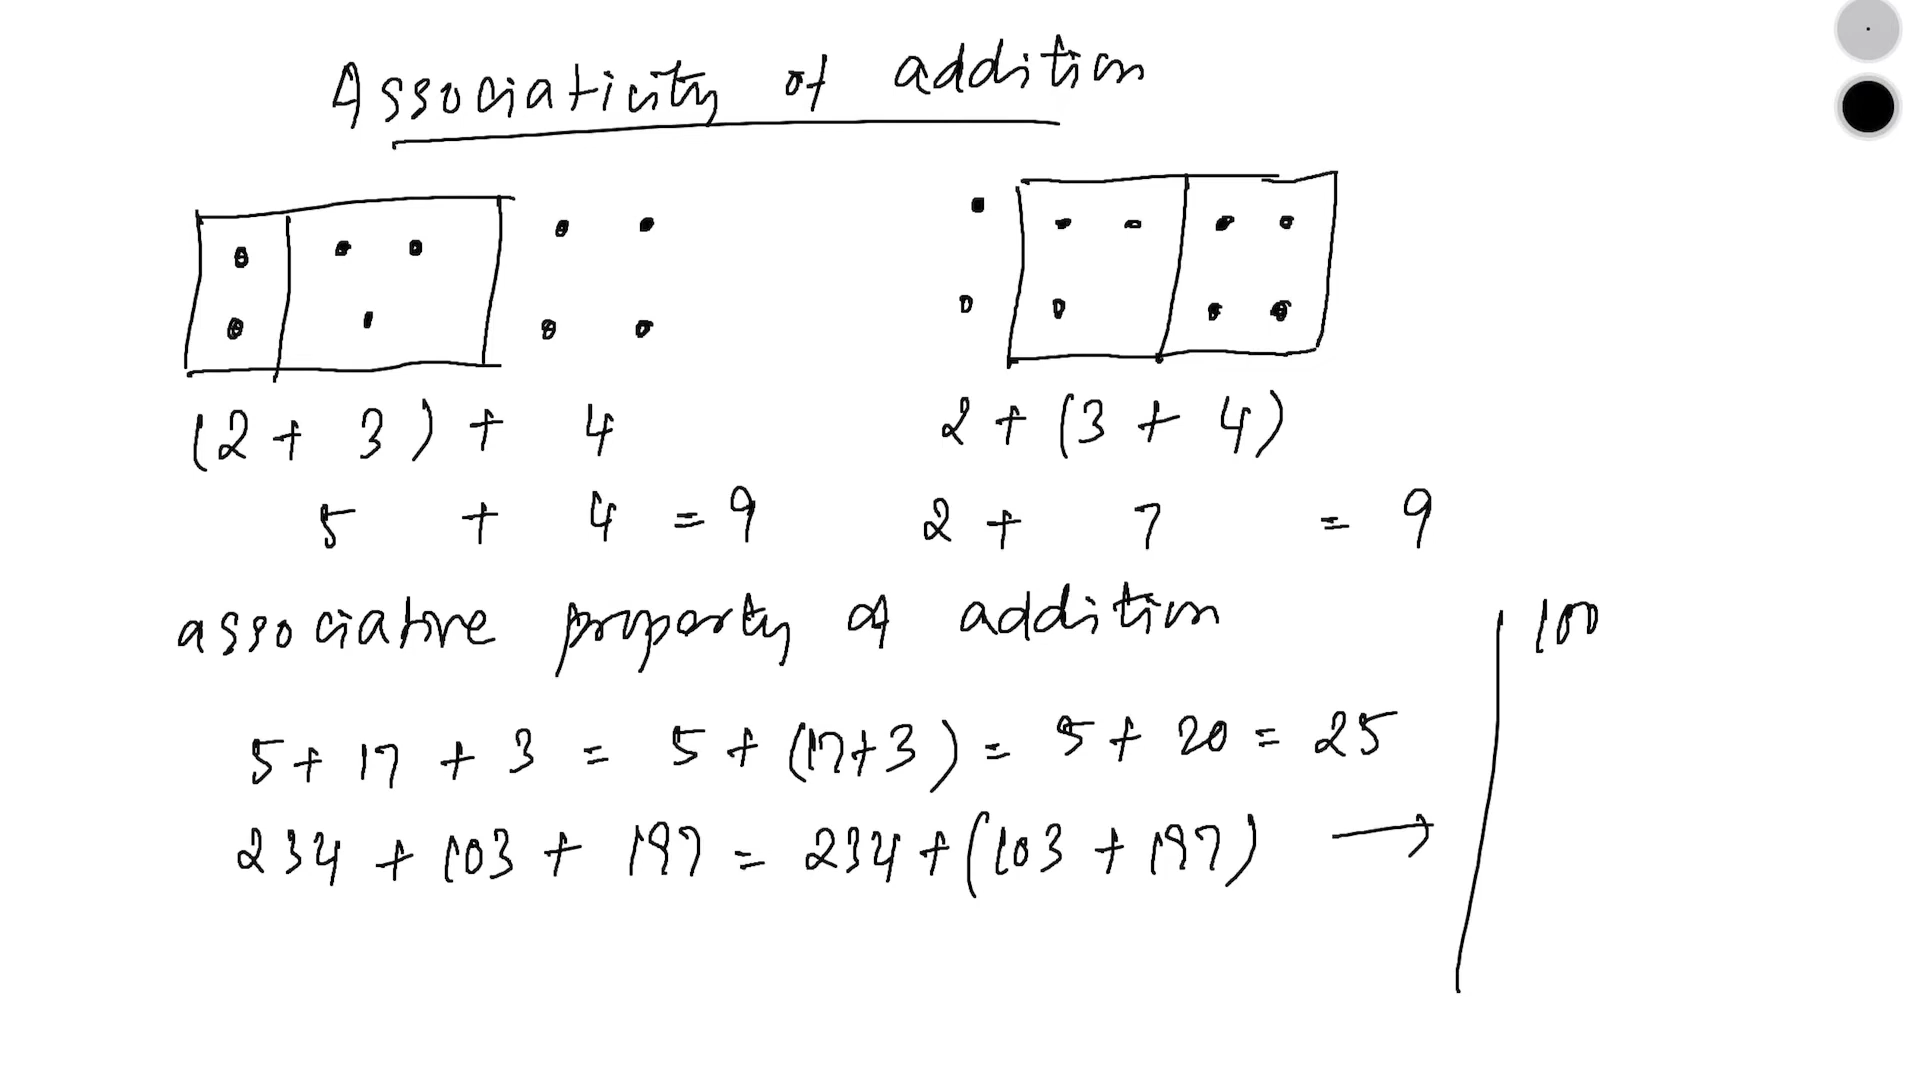 Associativity of addition
(2 + 3) + 4
2 + (3 + 4)
5 + 4 = 9
2 + 7 = 9
associative property of addition
5 + 17 + 3 = 5 + (17+3) = 5 + 20 = 25
234 + 103 + 197 = 234 + (103 + 197) →
100